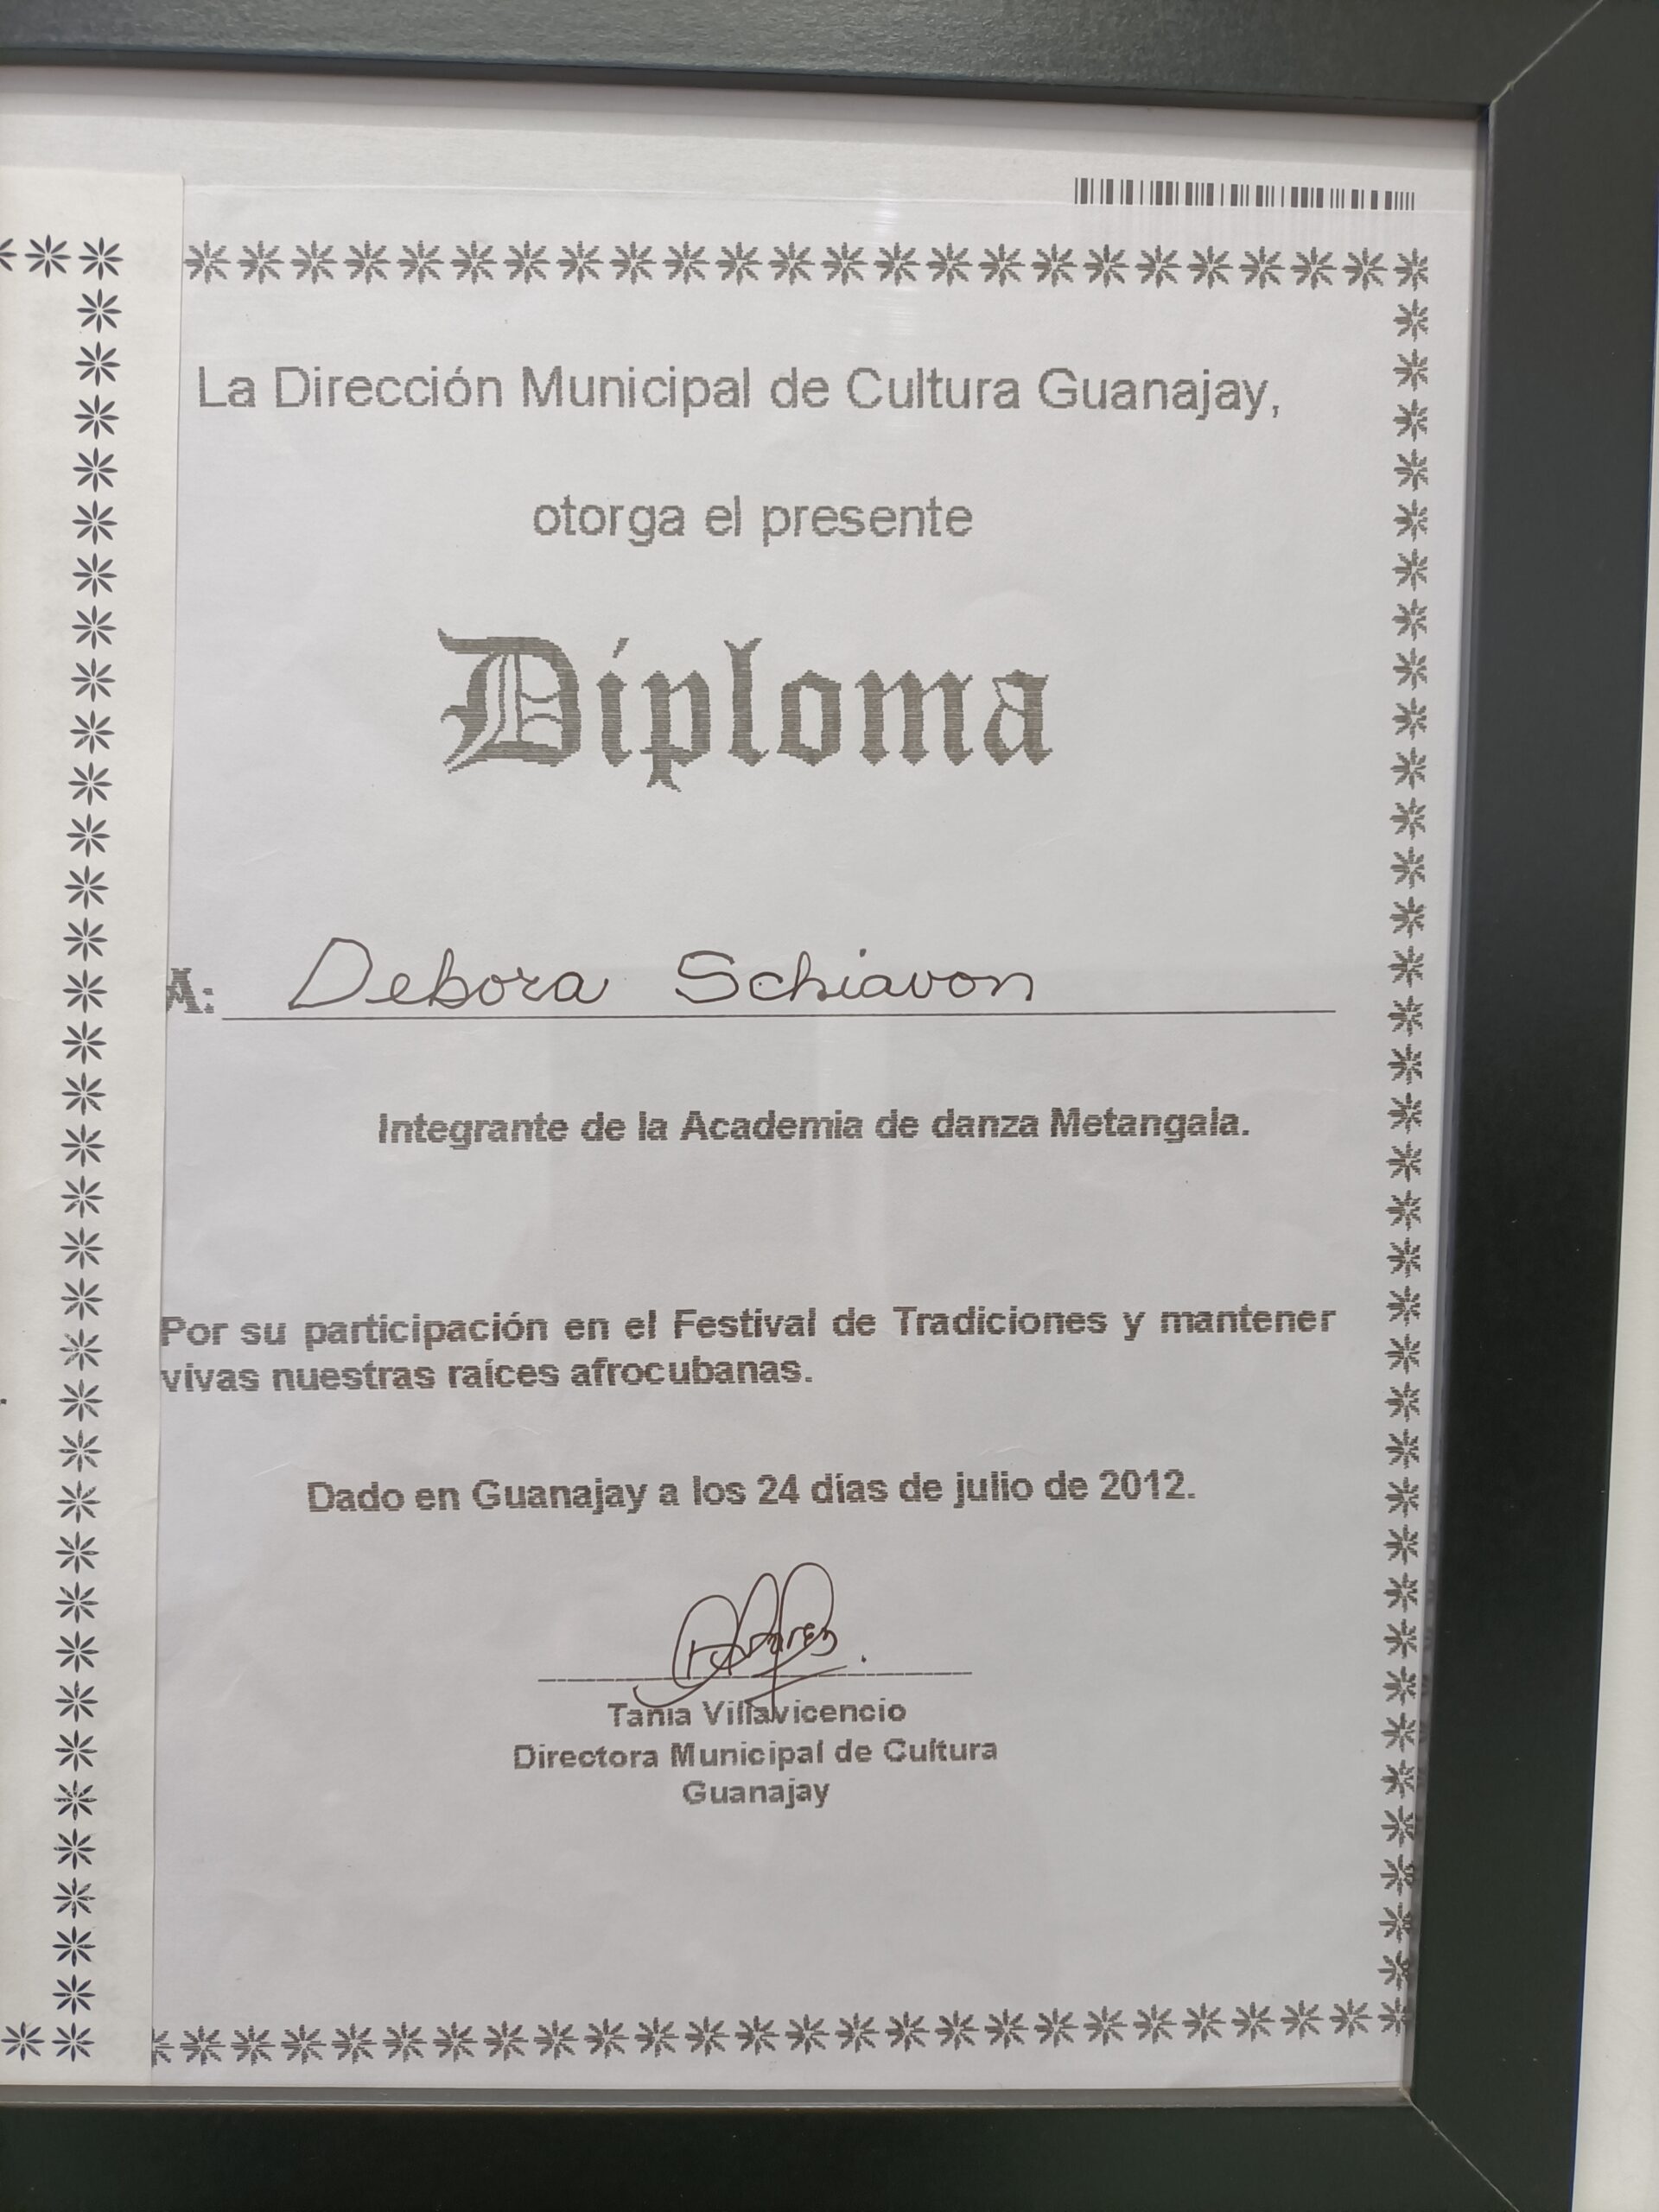 La Dirección Municipal de Cultura Guanajay,
otorga el presente
Diploma
A: Debora Schiavon
Integrante de la Academia de danza Metangala.
Por su participación en el Festival de Tradiciones y mantener
vivas nuestras raíces afrocubanas.
Dado en Guanajay a los 24 días de julio de 2012.
Tania Villavicencio
Directora Municipal de Cultura
Guanajay